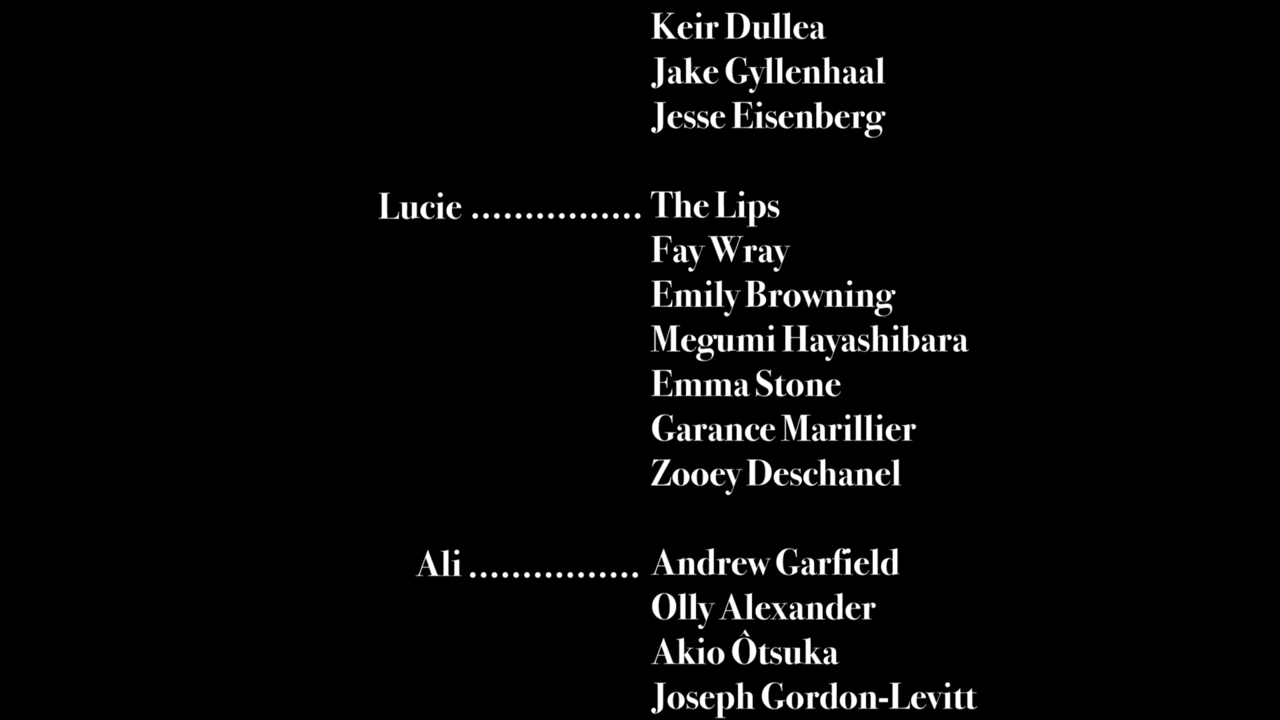 Keir Dullea
Jake Gyllenhaal
Jesse Eisenberg
Lucie ................ The Lips
Fay Wray
Emily Browning
Megumi Hayashibara
Emma Stone
Garance Marillier
Zooey Deschanel
Ali ................ Andrew Garfield
Olly Alexander
Akio Ôtsuka
Joseph Gordon-Levitt